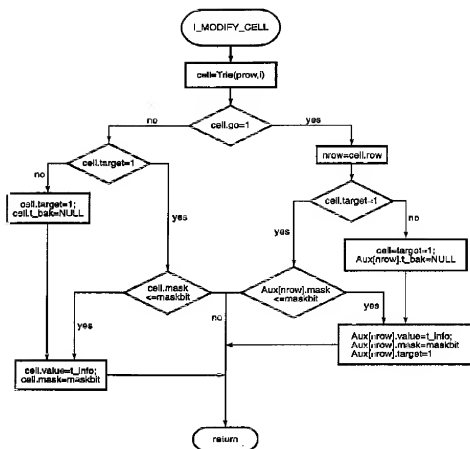 I_MODIFY_CELL
cell=Trie(prow,i)
no
cell.go=1
yes
cell.target=1
nrow=cell.row
no
cell.target=1
cell.target=1;
cell.t_bak=NULL
yes
yes
no
cell=target=1;
Aux[nrow].t_bak=NULL
cell.mask
<=maskbit
Aux[nrow].mask
<=maskbit
yes
no
yes
Aux[nrow].value=t_info;
Aux[nrow].mask=maskbit
Aux[nrow].target=1
cell.value=t_info;
cell.mask=maskbit
return